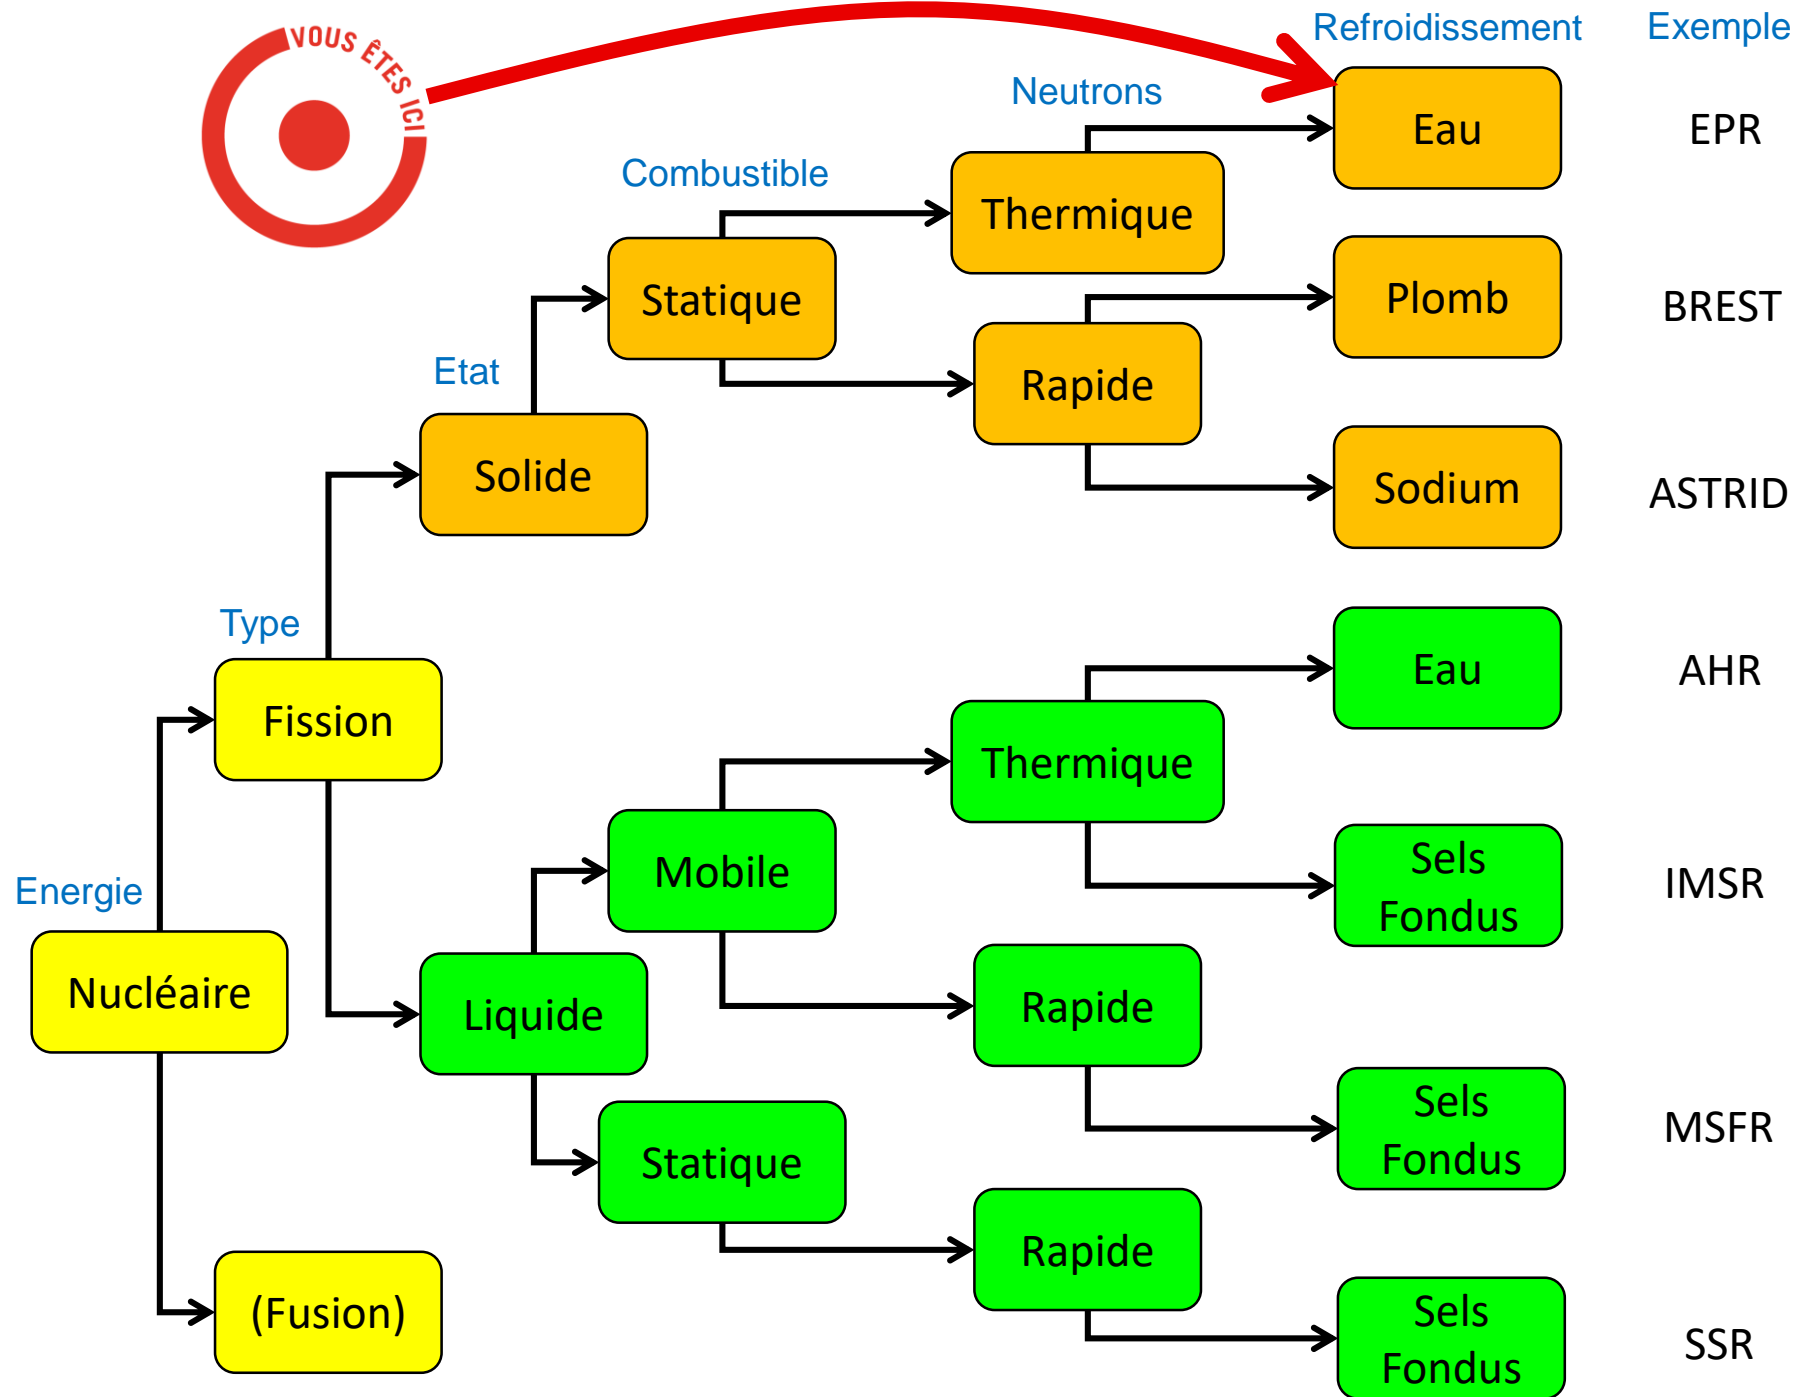 VOUS ÊTES ICI
Refroidissement
Exemple
Neutrons
Eau
EPR
Combustible
Thermique
Statique
Plomb
BREST
Etat
Rapide
Solide
Sodium
ASTRID
Type
Eau
AHR
Fission
Thermique
Mobile
Sels
Fondus
IMSR
Energie
Nucléaire
Liquide
Rapide
Sels
Fondus
MSFR
Statique
Rapide
(Fusion)
Sels
Fondus
SSR